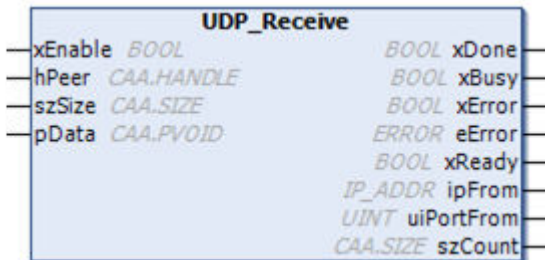 UDP_Receive
xEnable BOOL BOOL xDone
hPeer CAA.HANDLE BOOL xBusy
szSize CAA.SIZE BOOL xError
pData CAA.PVOID ERROR eError
BOOL xReady
IP_ADDR ipFrom
UINT uiPortFrom
CAA.SIZE szCount